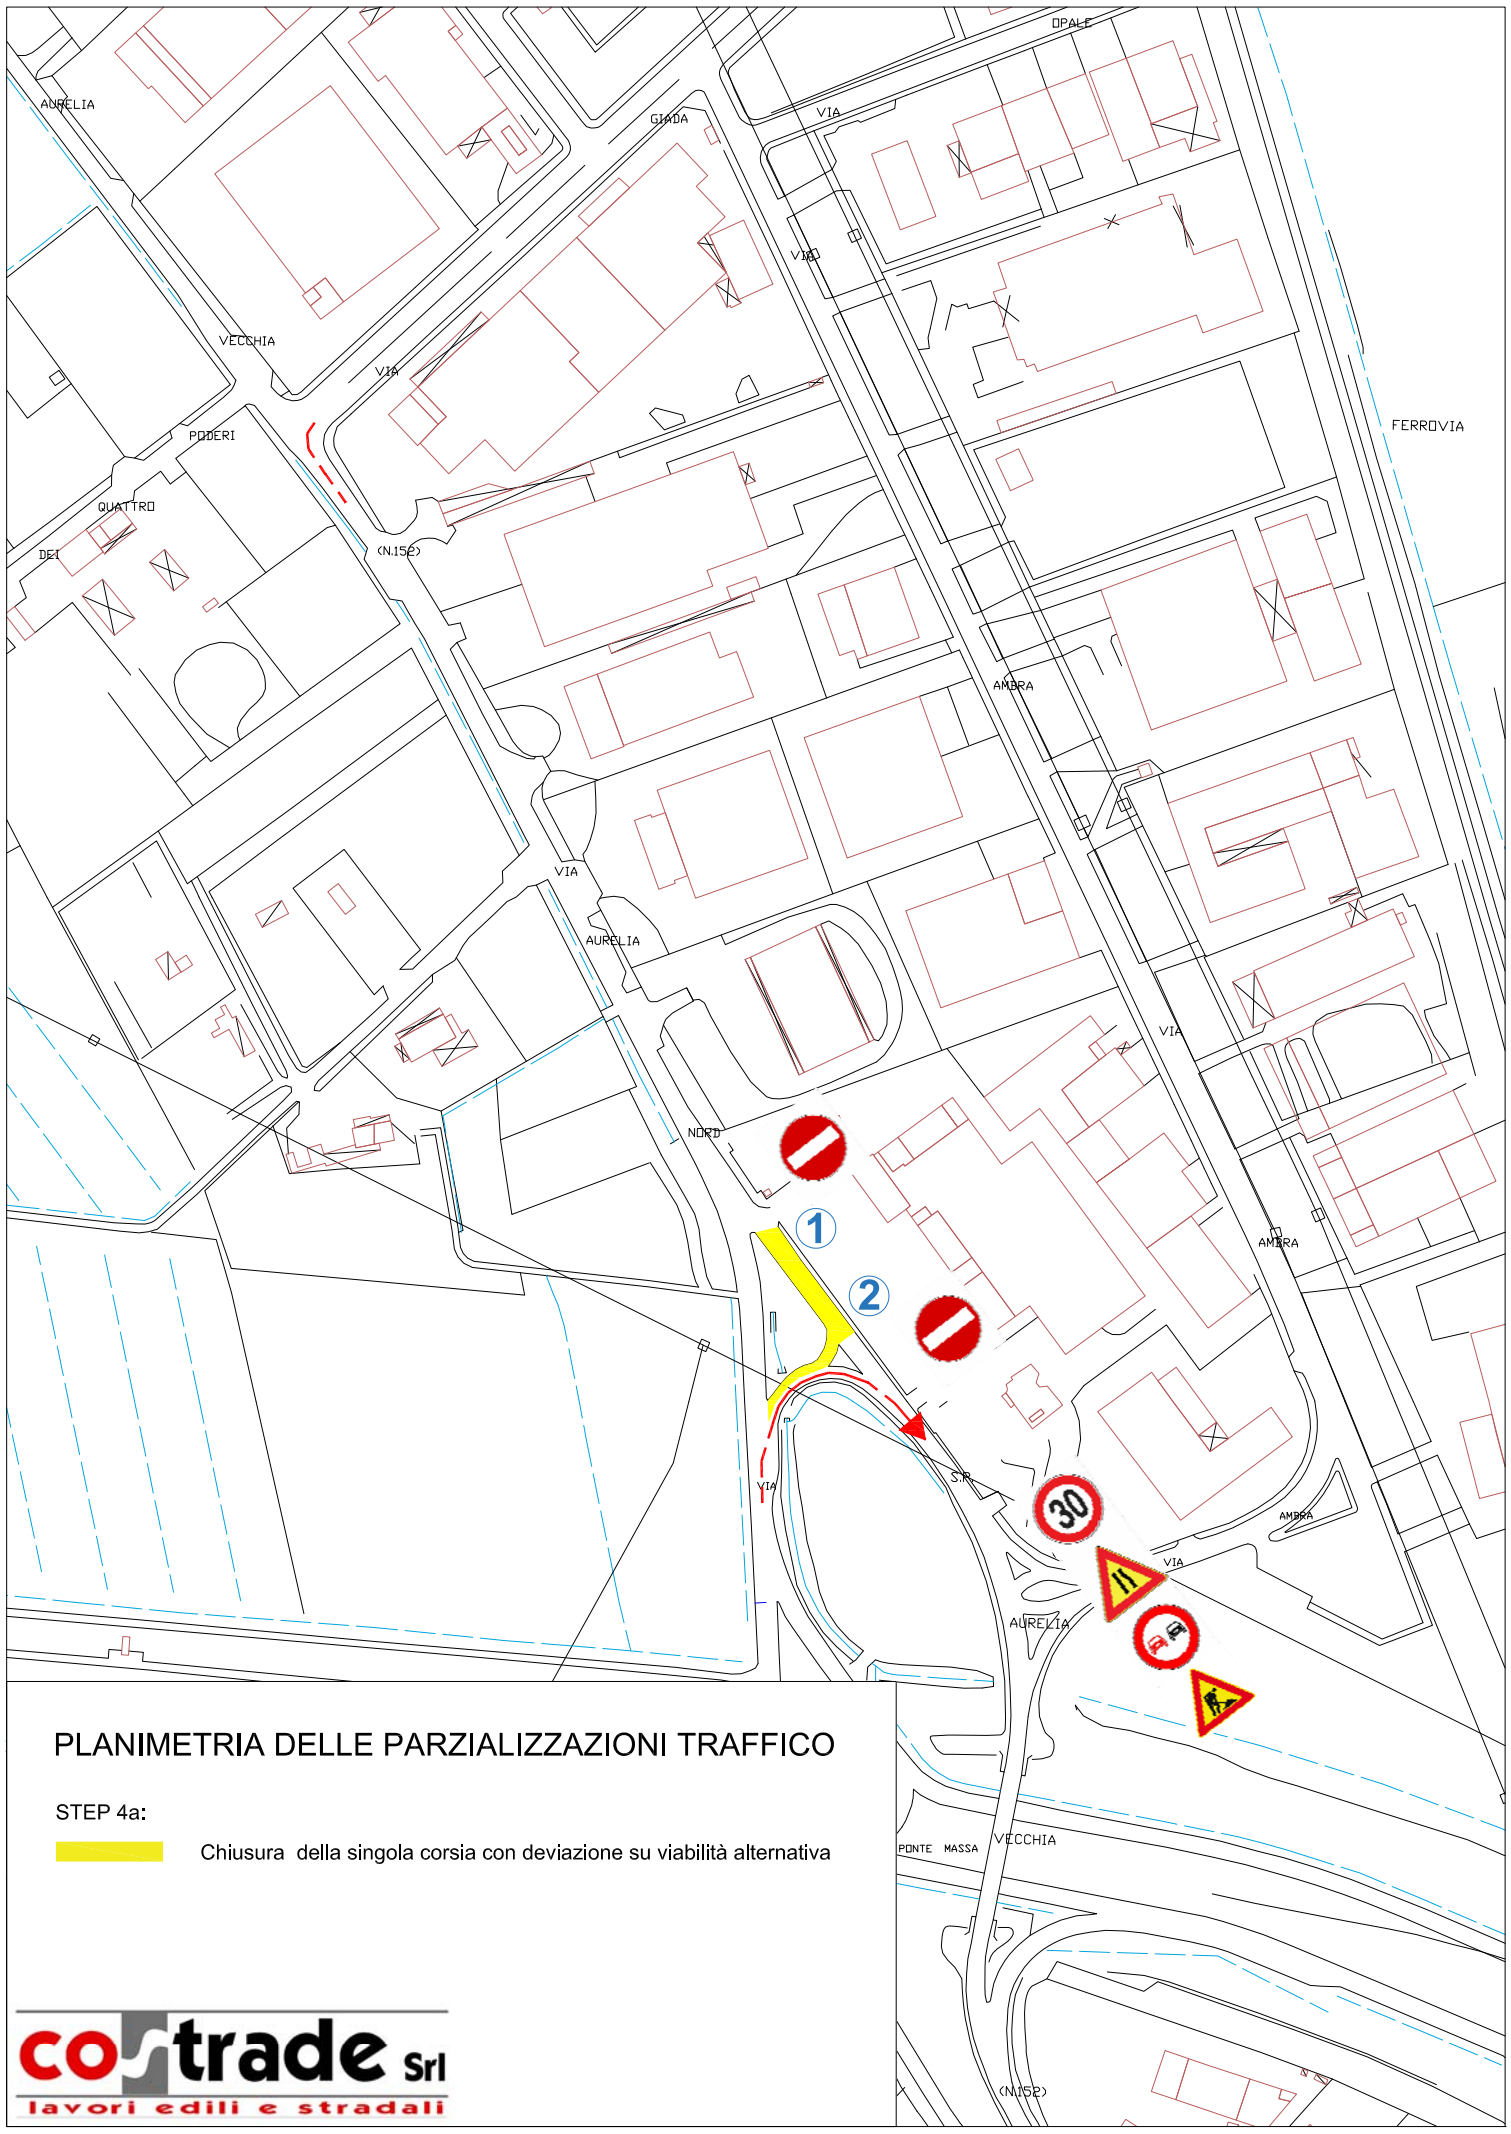 OPALE
AURELIA
GIADA
VIA
VIA
VECCHIA
VIA
PODERI
FERROVIA
QUATTRO
DEI
(N.152)
AMBRA
VIA
AURELIA
VIA
NORD
1
AMBRA
2
VIA
S.P.
30
AMBRA
VIA
AURELIA
PLANIMETRIA DELLE PARZIALIZZAZIONI TRAFFICO
STEP 4a:
Chiusura della singola corsia con deviazione su viabilità alternativa
PONTE MASSA
VECCHIA
costrade Srl
lavori edili e stradali
(N.152)